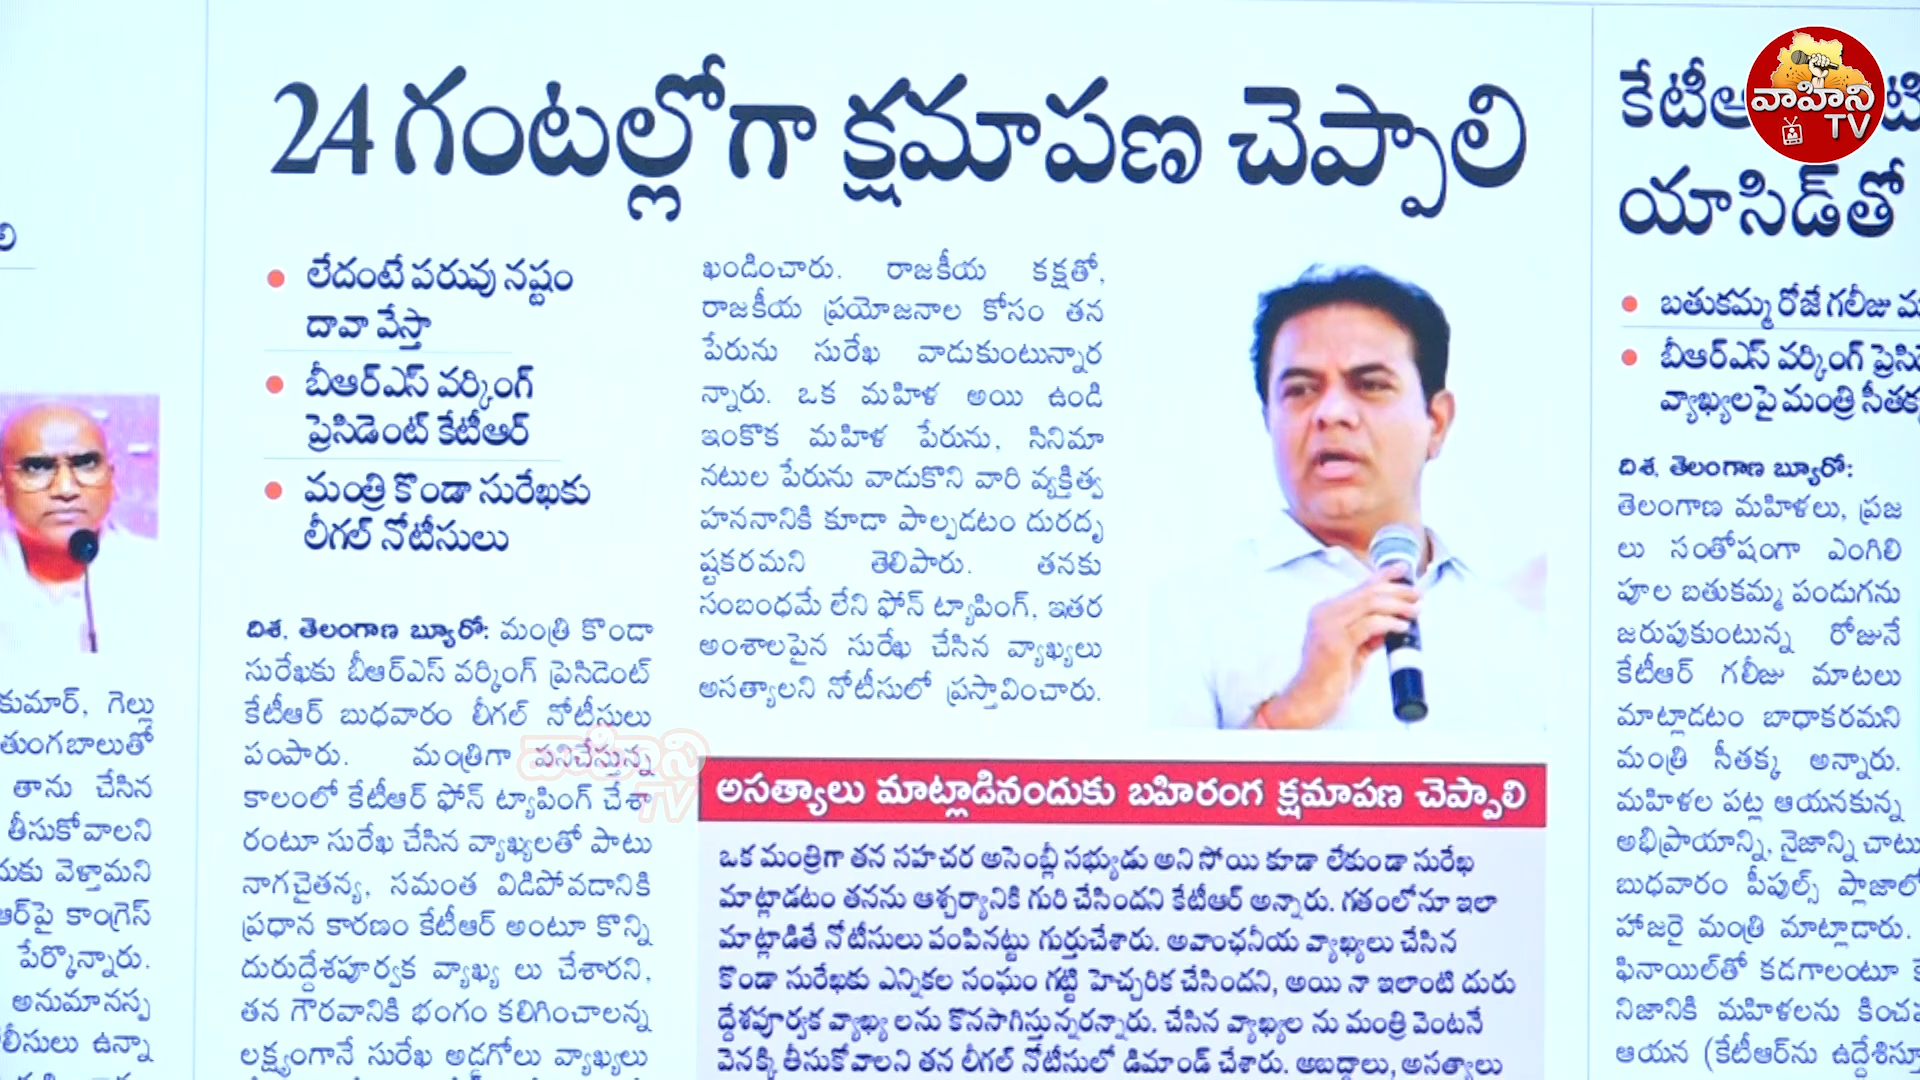 24 గంటల్లోగా క్షమాపణ చెప్పాలి
లేదంటే పరువు నష్టం
దావా వేస్తా
బీఆర్ఎస్ వర్కింగ్
ప్రెసిడెంట్ కేటీఆర్
మంత్రి కొండా సురేఖకు
లీగల్ నోటీసులు
దిశ, తెలంగాణ బ్యూరో: మంత్రి కొండా
సురేఖకు బీఆర్ఎస్ వర్కింగ్ ప్రెసిడెంట్
కేటీఆర్ బుధవారం లీగల్ నోటీసులు
పంపారు. మంత్రిగా పనిచేస్తున్న
కాలంలో కేటీఆర్ ఫోన్ ట్యాపింగ్ చేశా
రంటూ సురేఖ చేసిన వ్యాఖ్యలతో పాటు
నాగచైతన్య, సమంత విడిపోవడానికి
ప్రధాన కారణం కేటీఆర్ అంటూ కొన్ని
దురుద్దేశపూర్వక వ్యాఖ్య లు చేశారని,
తన గౌరవానికి భంగం కలిగించాలన్న
లక్ష్యంగానే సురేఖ అడ్డగోలు వ్యాఖ్యలు
ఖండించారు. రాజకీయ కక్షతో,
రాజకీయ ప్రయోజనాల కోసం తన
పేరును సురేఖ వాడుకుంటున్నార
న్నారు. ఒక మహిళ అయి ఉండి
ఇంకొక మహిళ పేరును, సినిమా
నటుల పేరును వాడుకొని వారి వ్యక్తిత్వ
హననానికి కూడా పాల్పడటం దురదృ
ష్టకరమని తెలిపారు. తనకు
సంబంధమే లేని ఫోన్ ట్యాపింగ్, ఇతర
అంశాలపైన సురేఖ చేసిన వ్యాఖ్యలు
అసత్యాలని నోటీసులో ప్రస్తావించారు.
అసత్యాలు మాట్లాడినందుకు బహిరంగ క్షమాపణ చెప్పాలి
ఒక మంత్రిగా తన సహచర అసెంబ్లీ సభ్యుడు అని సోయి కూడా లేకుండా సురేఖ
మాట్లాడటం తనను ఆశ్చర్యానికి గురి చేసిందని కేటీఆర్ అన్నారు. గతంలోనూ ఇలా
మాట్లాడితే నోటీసులు పంపినట్టు గుర్తుచేశారు. అవాంఛనీయ వ్యాఖ్యలు చేసిన
కొండా సురేఖకు ఎన్నికల సంఘం గట్టి హెచ్చరిక చేసిందని, అయి నా ఇలాంటి దురు
ద్దేశపూర్వక వ్యాఖ్య లను కొనసాగిస్తున్నరన్నారు. చేసిన వ్యాఖ్యల ను మంత్రి వెంటనే
వెనక్కి తీసుకోవాలని తన లీగల్ నోటీసులో డిమాండ్ చేశారు. అబద్దాలు, అసత్యాలు
కుమార్, గెల్లు
తుంగబాలుతో
తాను చేసిన
తీసుకోవాలని
వెళ్తామని
కాంగ్రెస్
పేర్కొన్నారు.
అనుమానస్ప
ఉన్నా
యాసిడ్‌తో
బతుకమ్మ రోజే గలీజు
బీఆర్ఎస్ వర్కింగ్
వ్యాఖ్యలపై మంత్రి సీతక్క
దిశ, తెలంగాణ బ్యూరో:
తెలంగాణ మహిళలు, ప్రజ
లు సంతోషంగా ఎంగిలి
పూల బతుకమ్మ పండుగను
జరుపుకుంటున్న రోజునే
కేటీఆర్ గలీజు మాటలు
మాట్లాడటం బాధాకరమని
మంత్రి సీతక్క అన్నారు.
మహిళల పట్ల ఆయనకున్న
అభిప్రాయాన్ని, నైజాన్ని
బుధవారం పీపుల్స్
హాజరై మంత్రి మాట్లాడారు.
ఫినాయిల్‌తో కడగాలంటూ
నిజానికి మహిళలను
ఆయన (కేటీఆర్‌ను
వాహిని
TV
వాహిని
TV